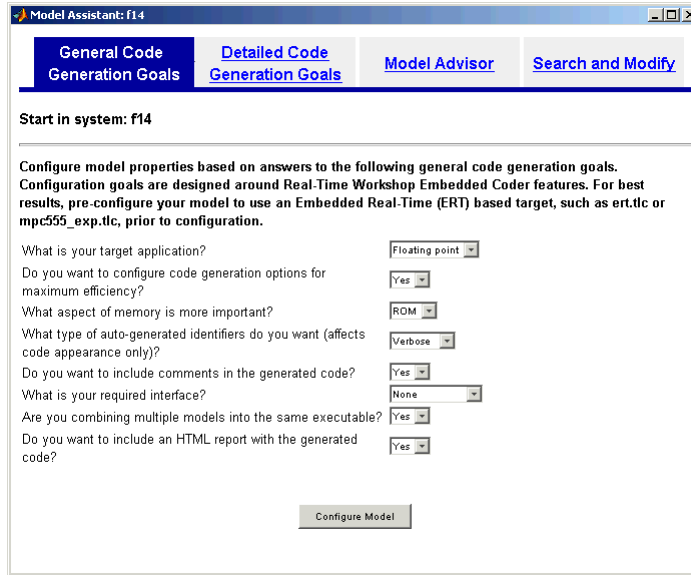 Model Assistant: f14
General Code
Generation Goals
Detailed Code
Generation Goals
Model Advisor
Search and Modify
Start in system: f14
Configure model properties based on answers to the following general code generation goals.
Configuration goals are designed around Real-Time Workshop Embedded Coder features. For best
results, pre-configure your model to use an Embedded Real-Time (ERT) based target, such as ert.tlc or
mpc555_exp.tlc, prior to configuration.
What is your target application? Floating point
Do you want to configure code generation options for
maximum efficiency? Yes
What aspect of memory is more important? ROM
What type of auto-generated identifiers do you want (affects
code appearance only)? Verbose
Do you want to include comments in the generated code? Yes
What is your required interface? None
Are you combining multiple models into the same executable? Yes
Do you want to include an HTML report with the generated
code? Yes
Configure Model